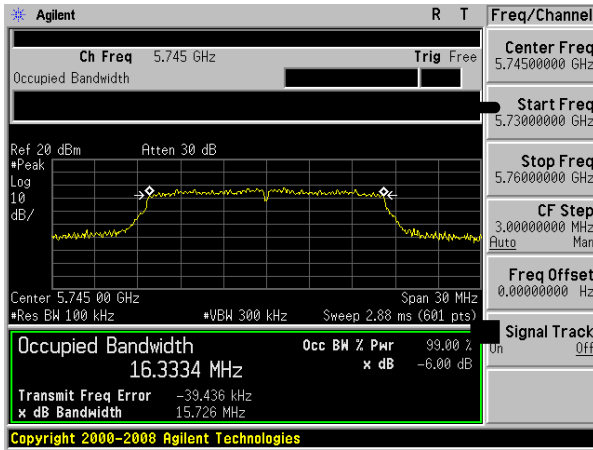 Agilent R T Freq/Channel
Ch Freq 5.745 GHz Trig Free
Occupied Bandwidth
Center Freq
5.74500000 GHz
Start Freq
5.73000000 GHz
Stop Freq
5.76000000 GHz
CF Step
3.00000000 MHz
Auto Man
Freq Offset
0.00000000 Hz
Signal Track
On Off
Ref 20 dBm Atten 30 dB
#Peak
Log
10
dB/
Center 5.745 00 GHz Span 30 MHz
#Res BW 100 kHz #VBW 300 kHz Sweep 2.88 ms (601 pts)
Occupied Bandwidth
16.3334 MHz
Occ BW % Pwr 99.00 %
x dB -6.00 dB
Transmit Freq Error -39.436 kHz
x dB Bandwidth 15.726 MHz
Copyright 2000-2008 Agilent Technologies